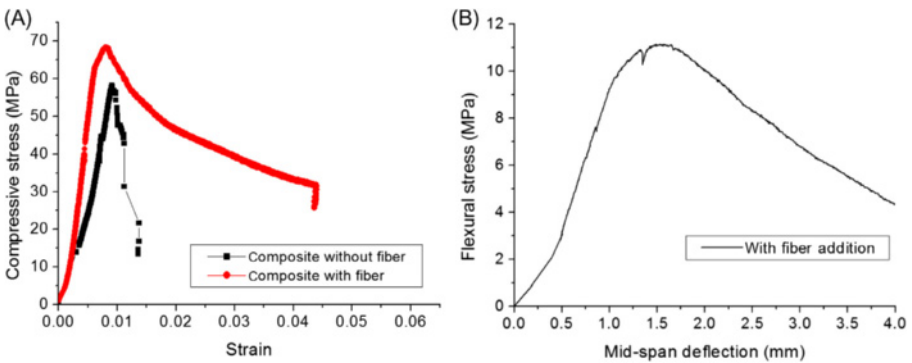 (A)
Compressive stress (MPa)
70
60
50
40
30
20
10
0
0.00 0.01 0.02 0.03 0.04 0.05 0.06
Strain
Composite without fiber
Composite with fiber
(B)
Flexural stress (MPa)
12
10
8
6
4
2
0
0.0 0.5 1.0 1.5 2.0 2.5 3.0 3.5 4.0
Mid-span deflection (mm)
With fiber addition